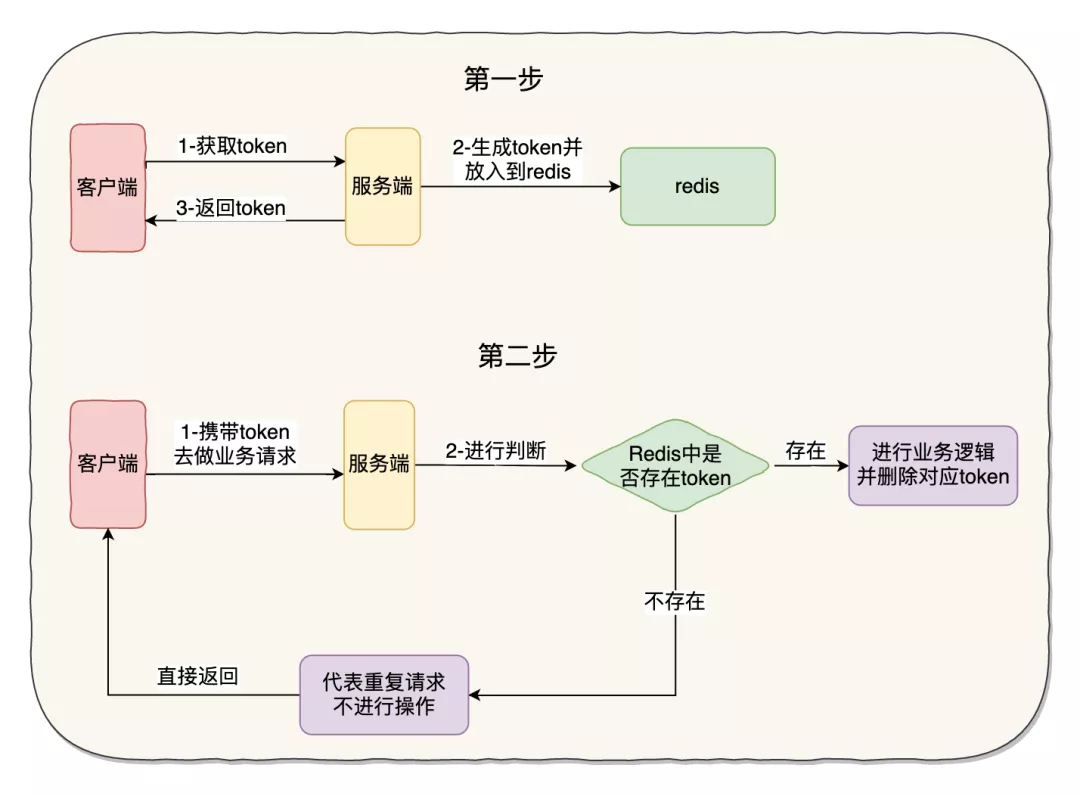 第一步
1-获取token
客户端
3-返回token
服务端
2-生成token并
放入到redis
redis
第二步
客户端
1-携带token
去做业务请求
服务端
2-进行判断
Redis中是
否存在token
存在
进行业务逻辑
并删除对应token
不存在
代表重复请求
不进行操作
直接返回